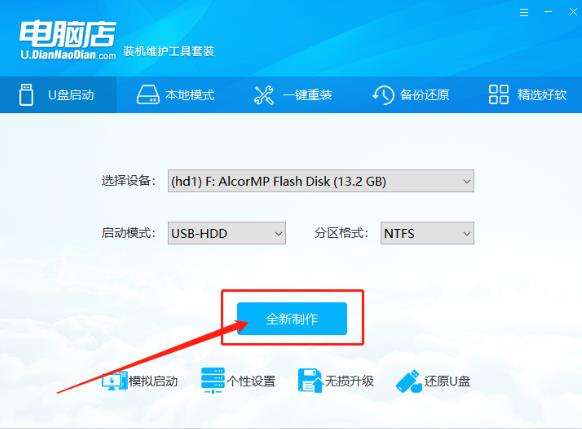 电脑店
U.DianNaoDian.com 装机维护工具套装
U盘启动 本地模式 一键重装 备份还原 精选好软
选择设备: (hd1) F: AlcorMP Flash Disk (13.2 GB)
启动模式: USB-HDD 分区格式: NTFS
全新制作
模拟启动 个性设置 无损升级 还原U盘